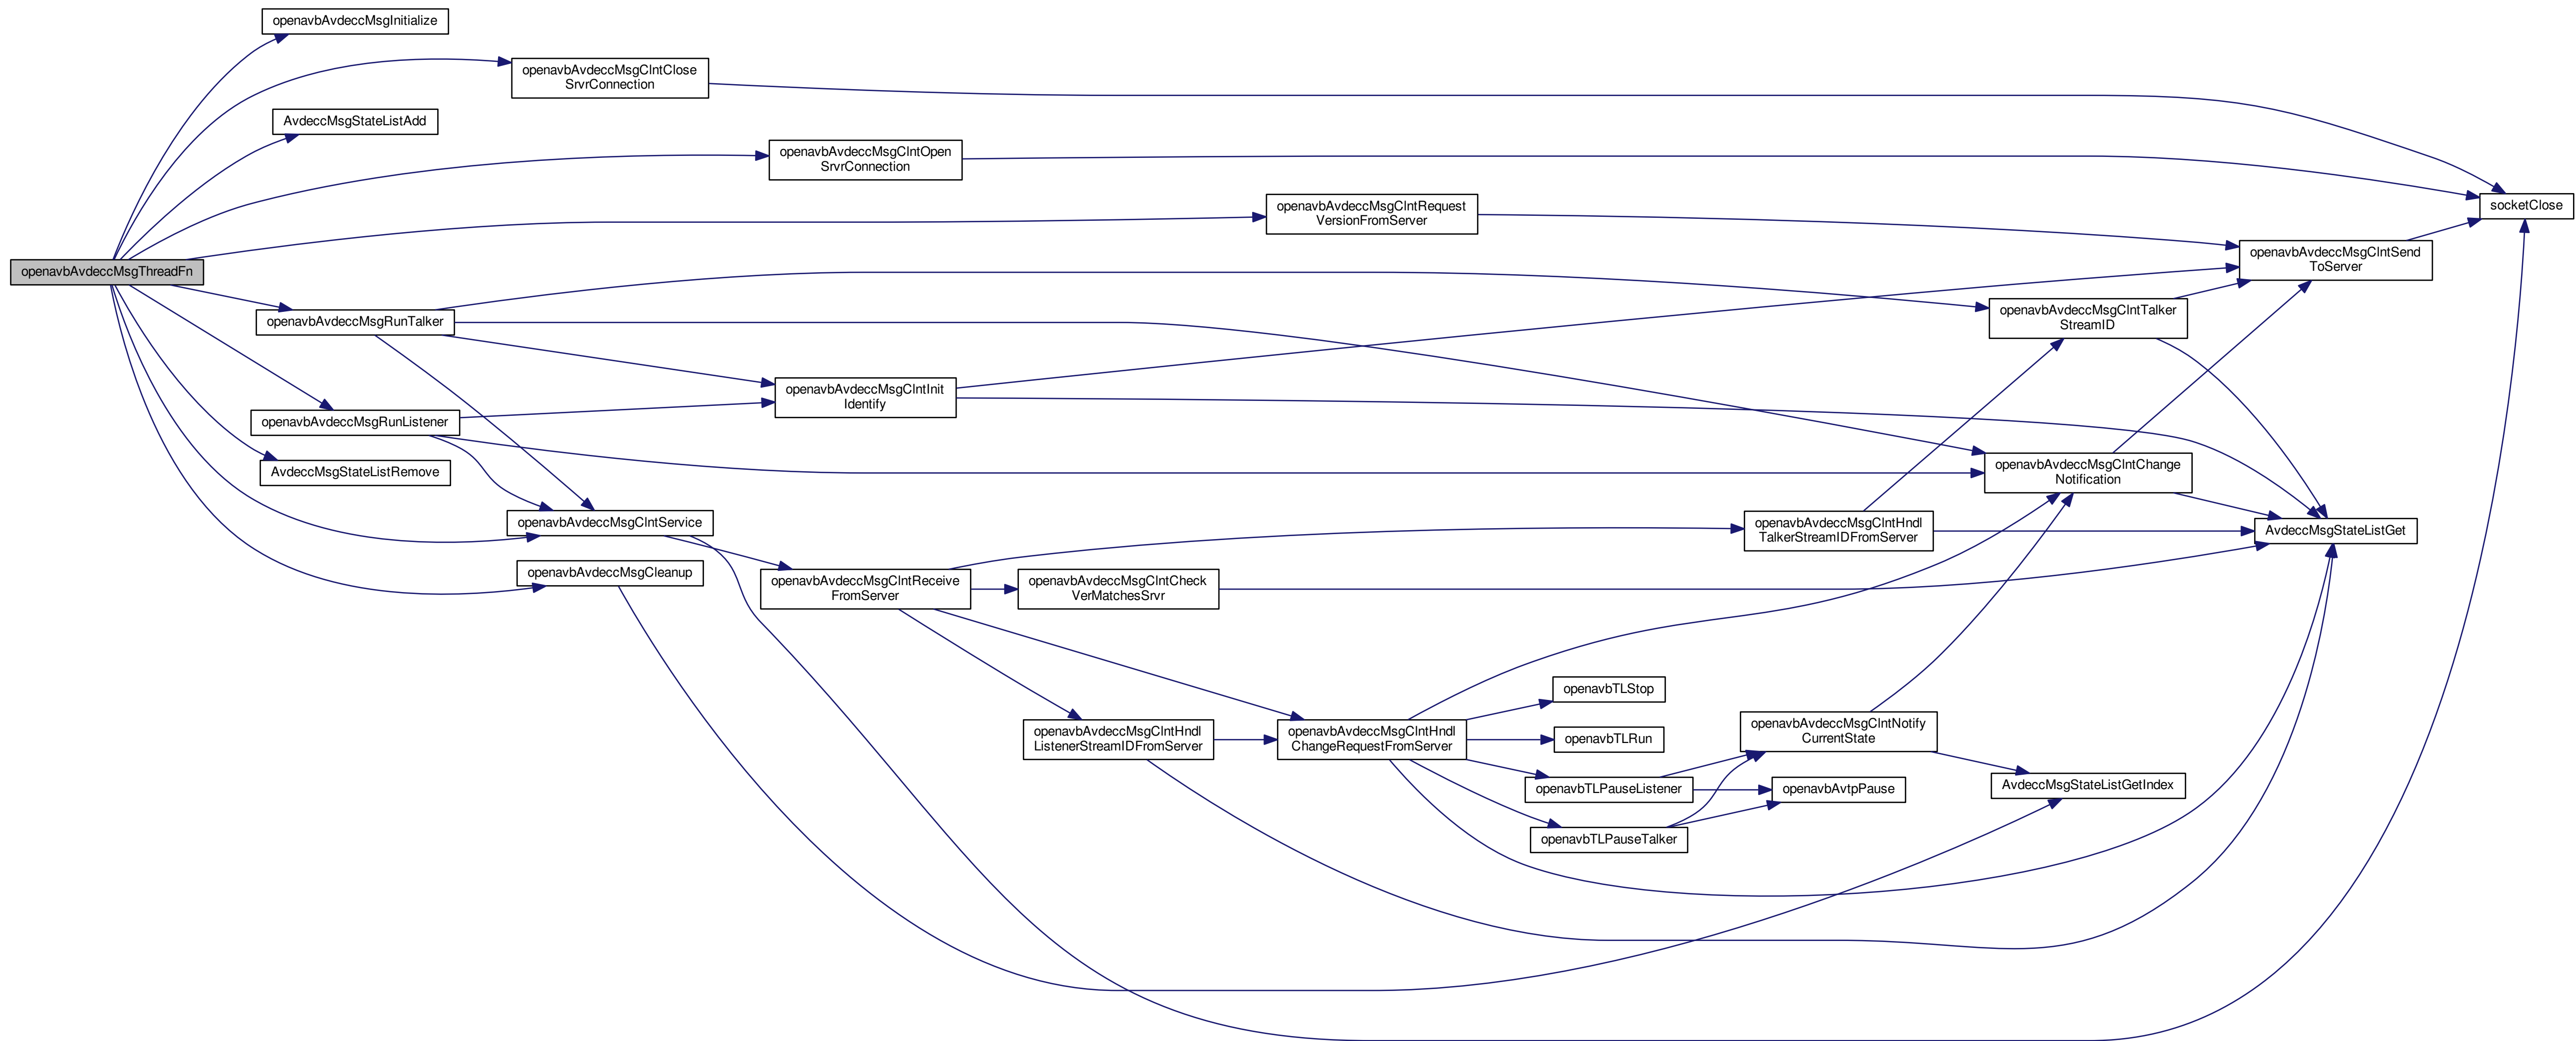 openavbAvdeccMsgInitialize
openavbAvdeccMsgClntClose
SrvrConnection
AvdeccMsgStateListAdd
openavbAvdeccMsgClntOpen
SrvrConnection
openavbAvdeccMsgClntRequest
VersionFromServer
socketClose
openavbAvdeccMsgClntSend
ToServer
openavbAvdeccMsgThreadFn
openavbAvdeccMsgRunTalker
openavbAvdeccMsgClntTalker
StreamID
openavbAvdeccMsgClntInit
Identify
openavbAvdeccMsgRunListener
AvdeccMsgStateListRemove
openavbAvdeccMsgClntChange
Notification
openavbAvdeccMsgClntService
openavbAvdeccMsgClntHndl
TalkerStreamIDFromServer
AvdeccMsgStateListGet
openavbAvdeccMsgCleanup
openavbAvdeccMsgClntReceive
FromServer
openavbAvdeccMsgClntCheck
VerMatchesSrvr
openavbTLStop
openavbAvdeccMsgClntHndl
ListenerStreamIDFromServer
openavbAvdeccMsgClntHndl
ChangeRequestFromServer
openavbTLRun
openavbAvdeccMsgClntNotify
CurrentState
openavbTLPauseListener
openavbAvtpPause
AvdeccMsgStateListGetIndex
openavbTLPauseTalker